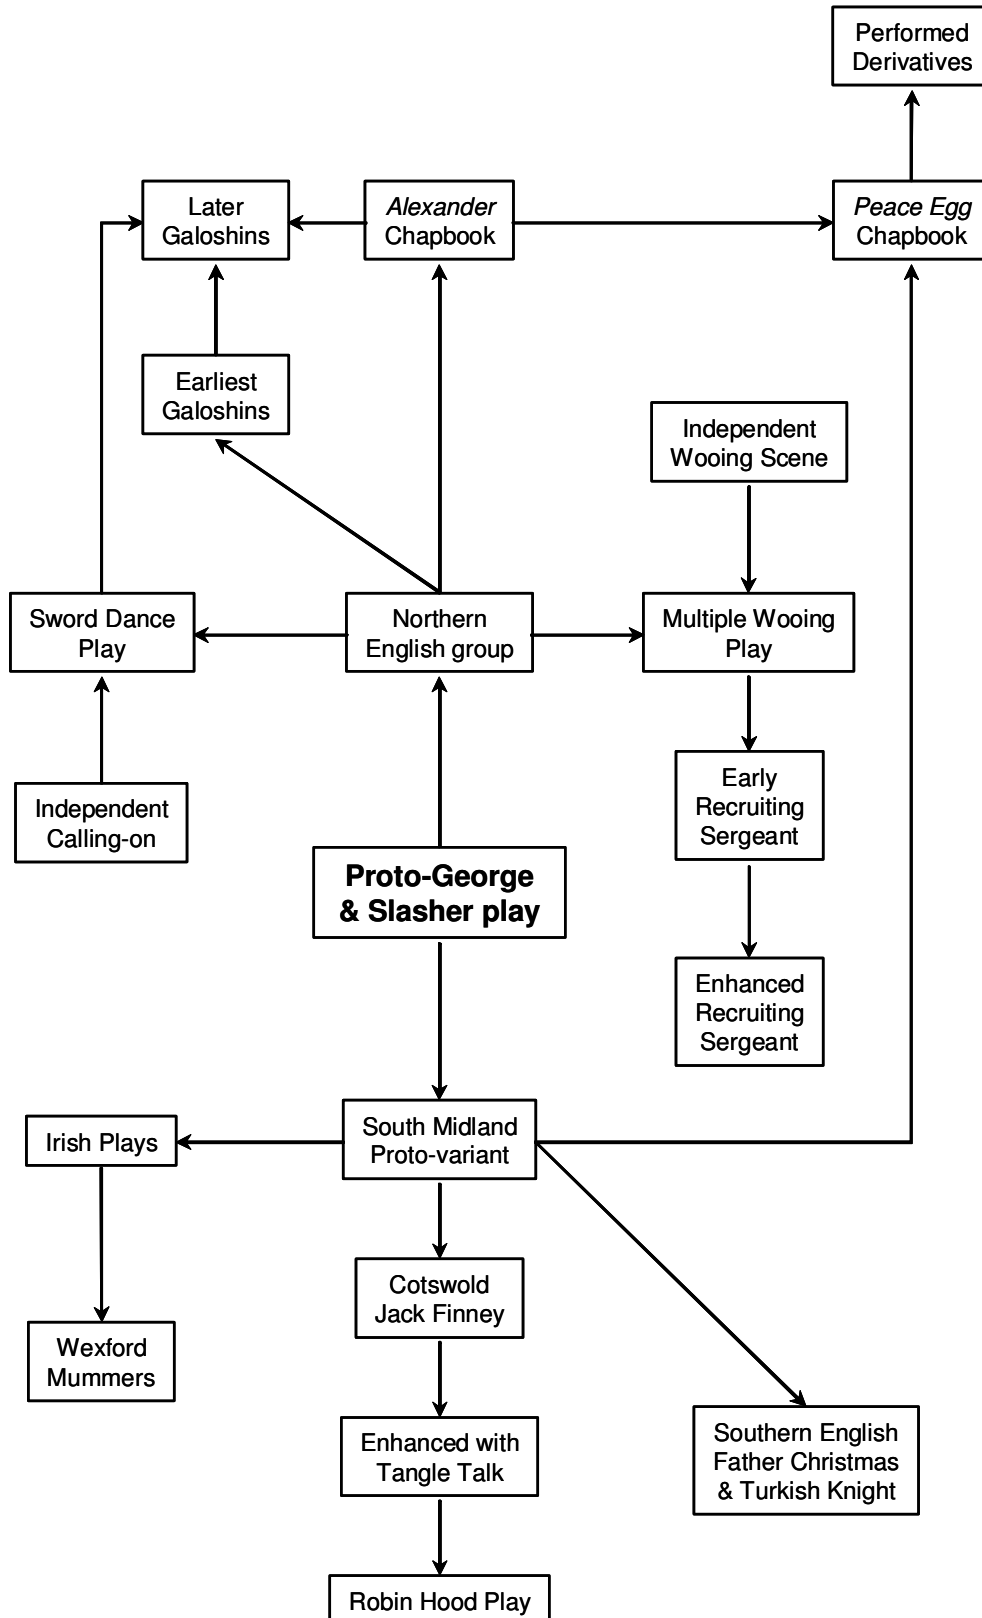 Performed
Derivatives
Later
Galoshins
Alexander
Chapbook
Peace Egg
Chapbook
Earliest
Galoshins
Independent
Wooing Scene
Sword Dance
Play
Northern
English group
Multiple Wooing
Play
Early
Recruiting
Sergeant
Independent
Calling-on
Proto-George
& Slasher play
Enhanced
Recruiting
Sergeant
Irish Plays
South Midland
Proto-variant
Cotswold
Jack Finney
Wexford
Mummers
Enhanced with
Tangle Talk
Southern English
Father Christmas
& Turkish Knight
Robin Hood Play